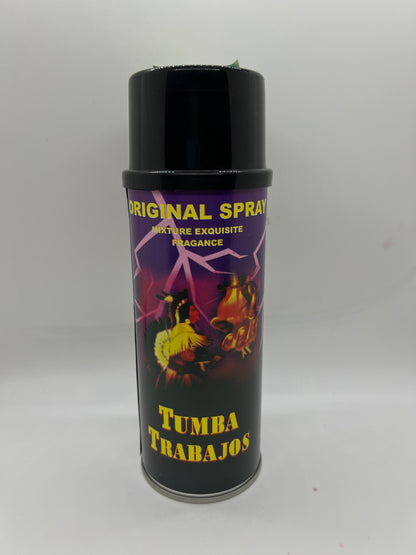 ORIGINAL SPRAY
MIXTURE EXQUISITE
FRAGANCE
TUMBA
TRABAJOS